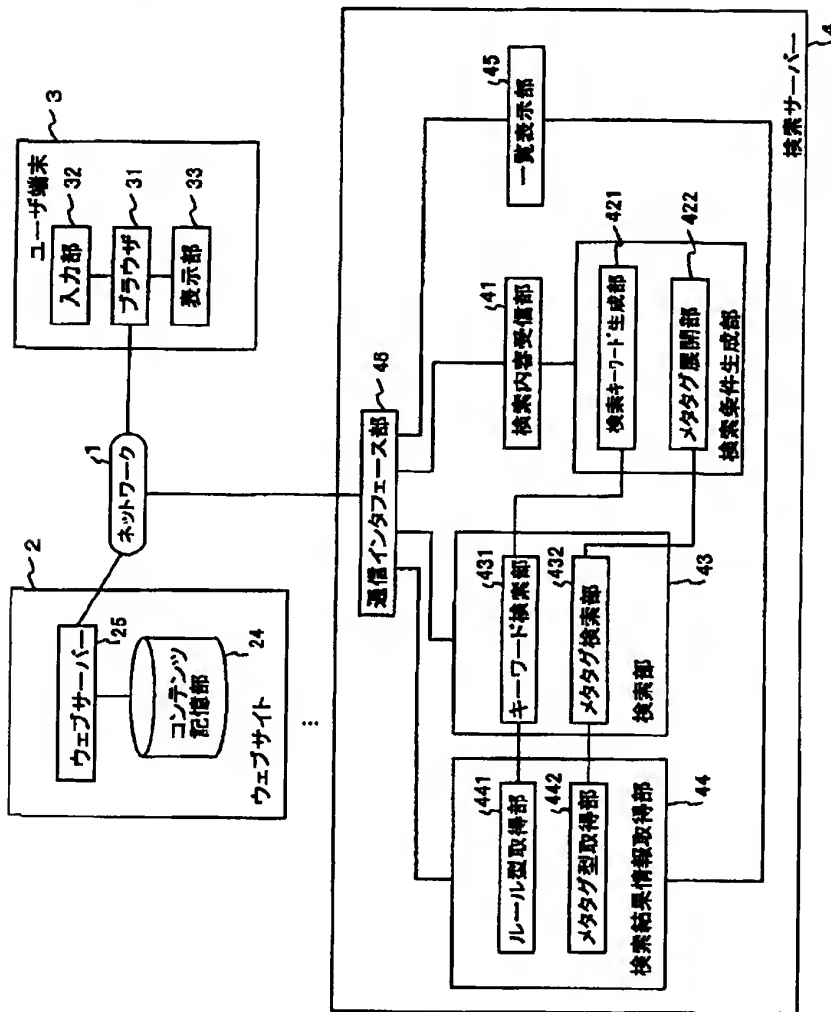 2
ウェブサーバー
25
コンテンツ
記憶部
24
ウェブサイト
…
ネットワーク
1
3
ユーザ端末
入力部
32
ブラウザ
31
表示部
33
通信インタフェース部
46
検索結果情報取得部
44
ルール型取得部
441
メタタグ型取得部
442
検索部
43
キーワード検索部
431
メタタグ検索部
432
検索内容受信部
41
検索条件生成部
検索キーワード生成部
421
メタタグ展開部
422
一覧表示部
45
検索サーバー
4